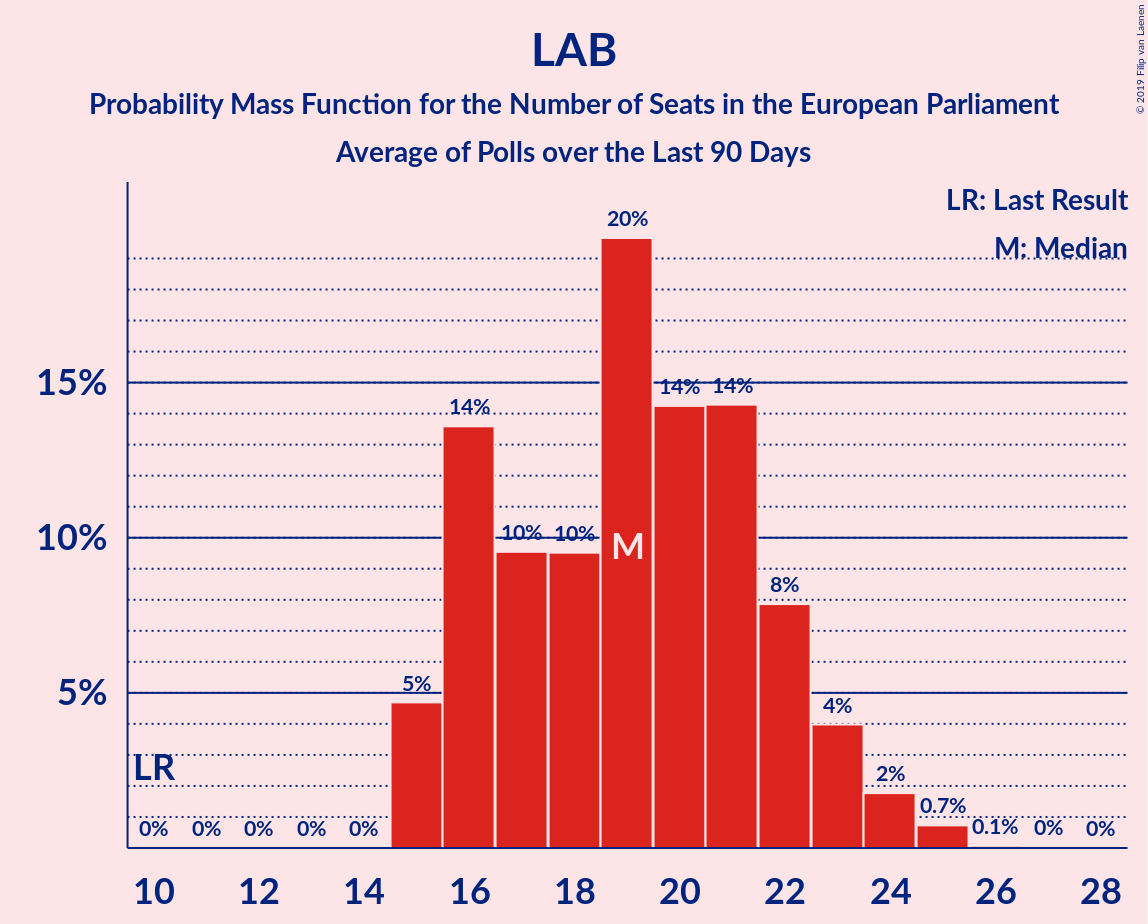 LAB
Probability Mass Function for the Number of Seats in the European Parliament
Average of Polls over the Last 90 Days
© 2019 Filip van Laenen
LR: Last Result
M: Median
20%
15%
14%
14%
14%
10%
10%
10%
M
8%
5%
5%
4%
LR
2%
0.7%
0%
0%
0%
0%
0%
0.1%
0%
0%
10 12 14 16 18 20 22 24 26 28